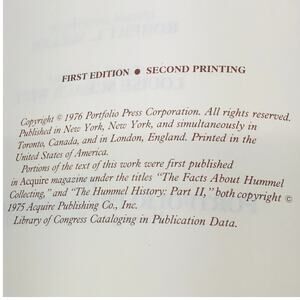 FIRST EDITION ● SECOND PRINTING
Copyright © 1976 Portfolio Press Corporation. All rights reserved.
Published in New York, New York, and simultaneously in
Toronto, Canada, and in London, England. Printed in the
United States of America.
Portions of the text of this work were first published
in Acquire magazine under the titles "The Facts About Hummel
Collecting," and "The Hummel History: Part II," both copyright ©
1975 Acquire Publishing Co., Inc.
Library of Congress Cataloging in Publication Data.